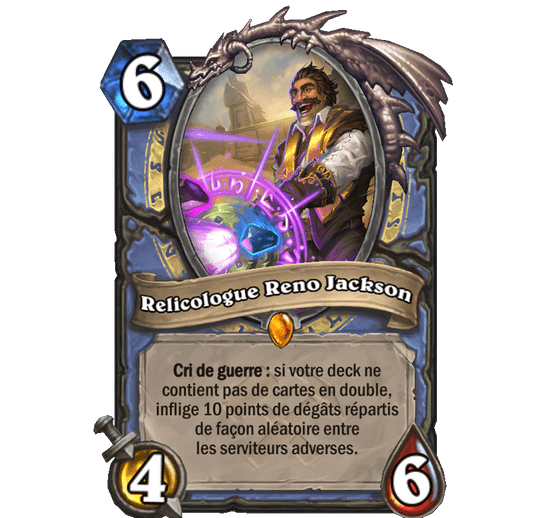 6
Relicologue Reno Jackson
Cri de guerre : si votre deck ne
contient pas de cartes en double,
inflige 10 points de dégâts répartis
de façon aléatoire entre
les serviteurs adverses.
4
6